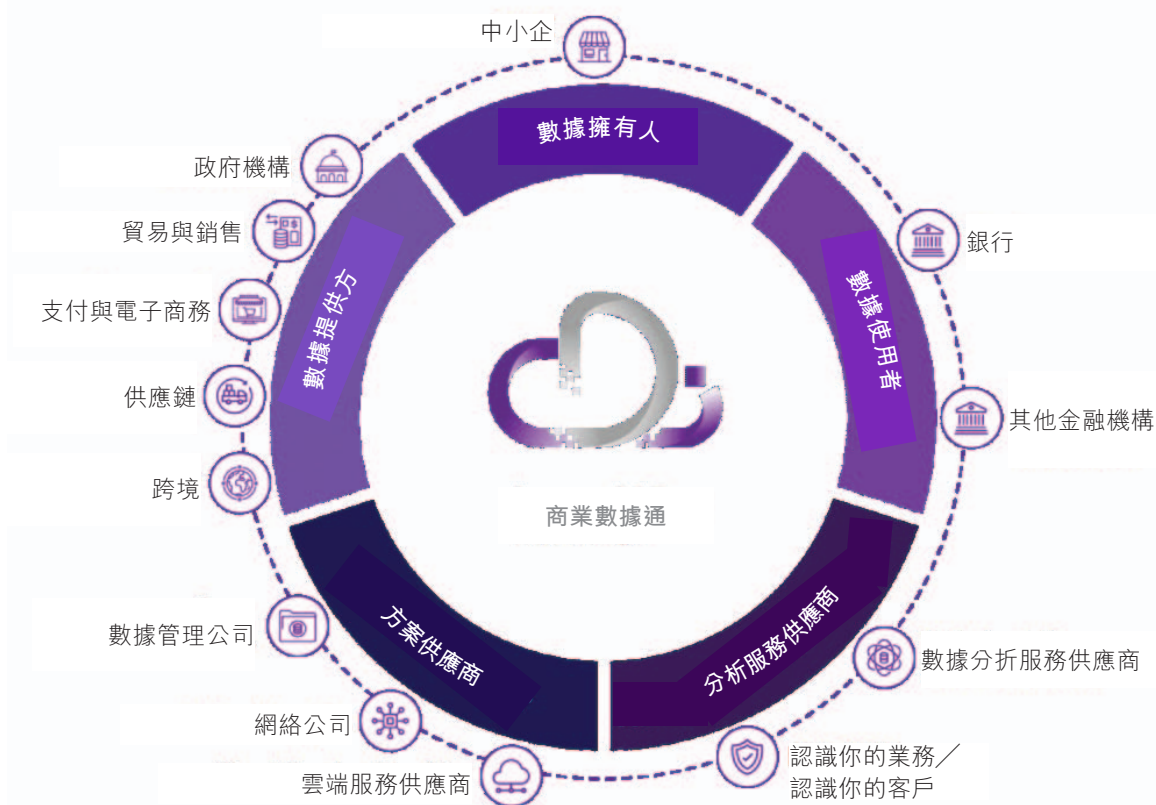 中小企
數據擁有人
政府機構
貿易與銷售
支付與電子商務
供應鏈
跨境
數據提供方
銀行
其他金融機構
數據使用者
商業數據通
數據管理公司
網絡公司
雲端服務供應商
方案供應商
分析服務供應商
數據分折服務供應商
認識你的業務／
認識你的客戶